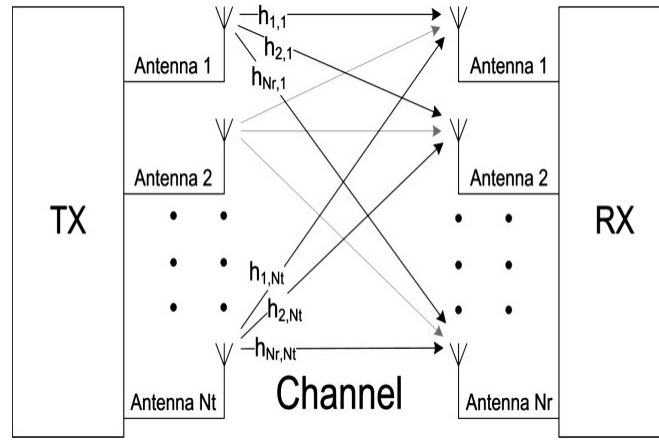 h1,1
h2,1
hNr,1
Antenna 1
Antenna 1
Antenna 2
Antenna 2
TX
RX
h1,Nt
h2,Nt
hNr,Nt
Antenna Nt
Channel
Antenna Nr